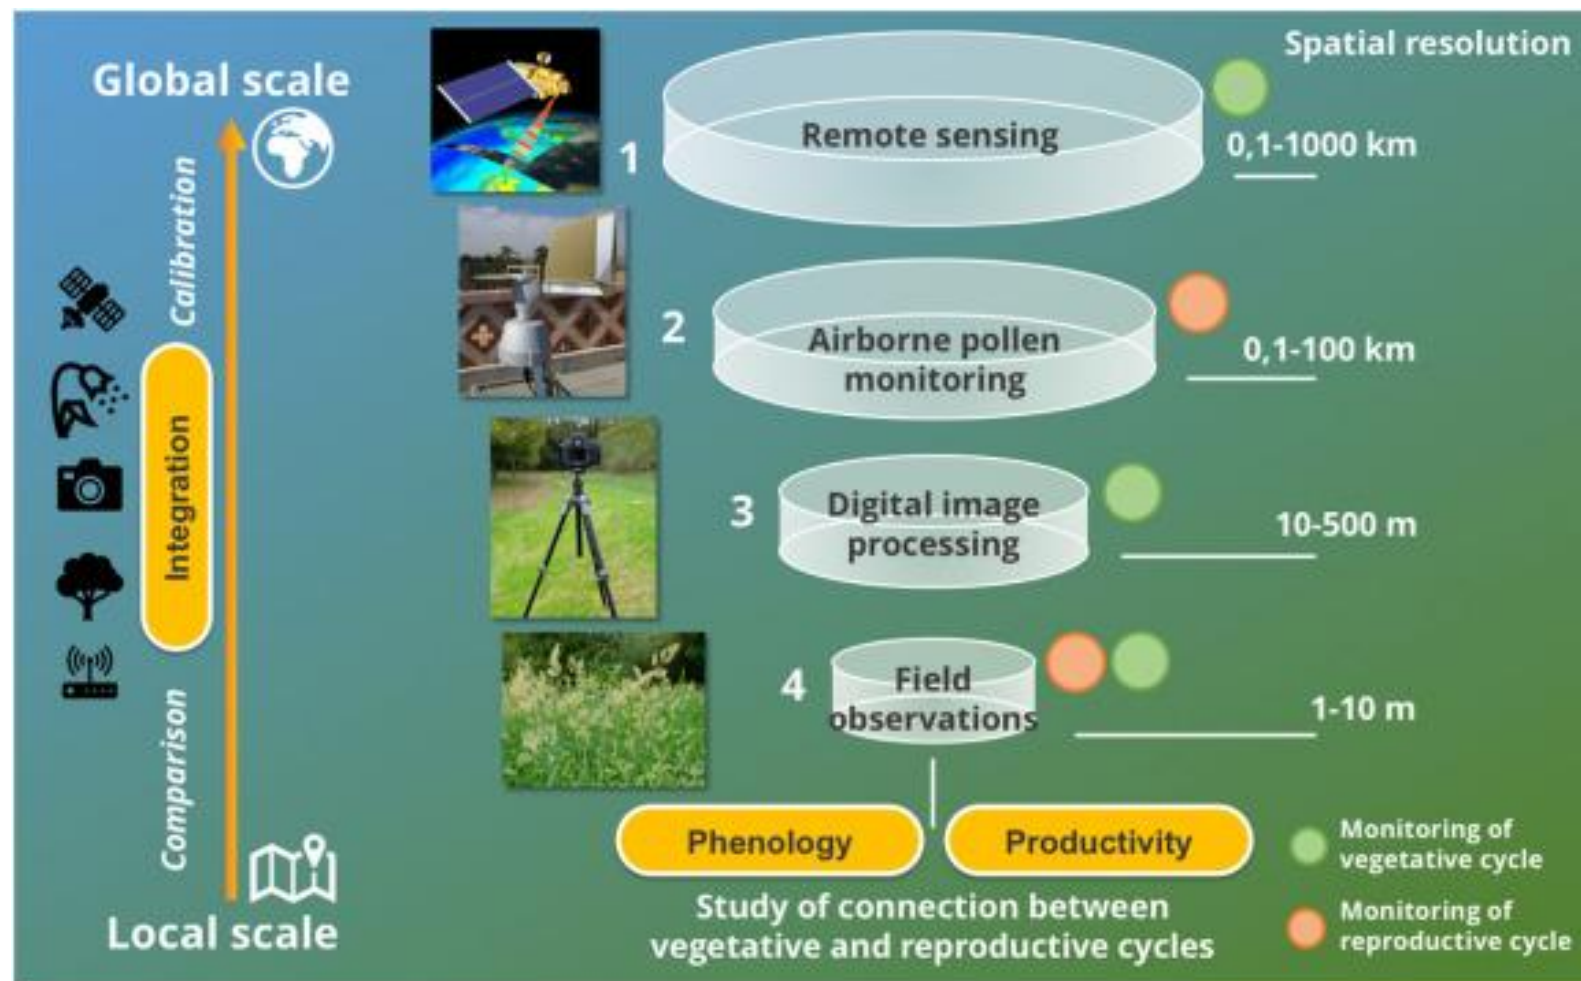 Spatial resolution
Global scale
Calibration
Integration
Comparison
Local scale
1
Remote sensing
0,1-1000 km
2
Airborne pollen
monitoring
0,1-100 km
3
Digital image
processing
10-500 m
4
Field
observations
1-10 m
Phenology
Productivity
Study of connection between
vegetative and reproductive cycles
Monitoring of
vegetative cycle
Monitoring of
reproductive cycle